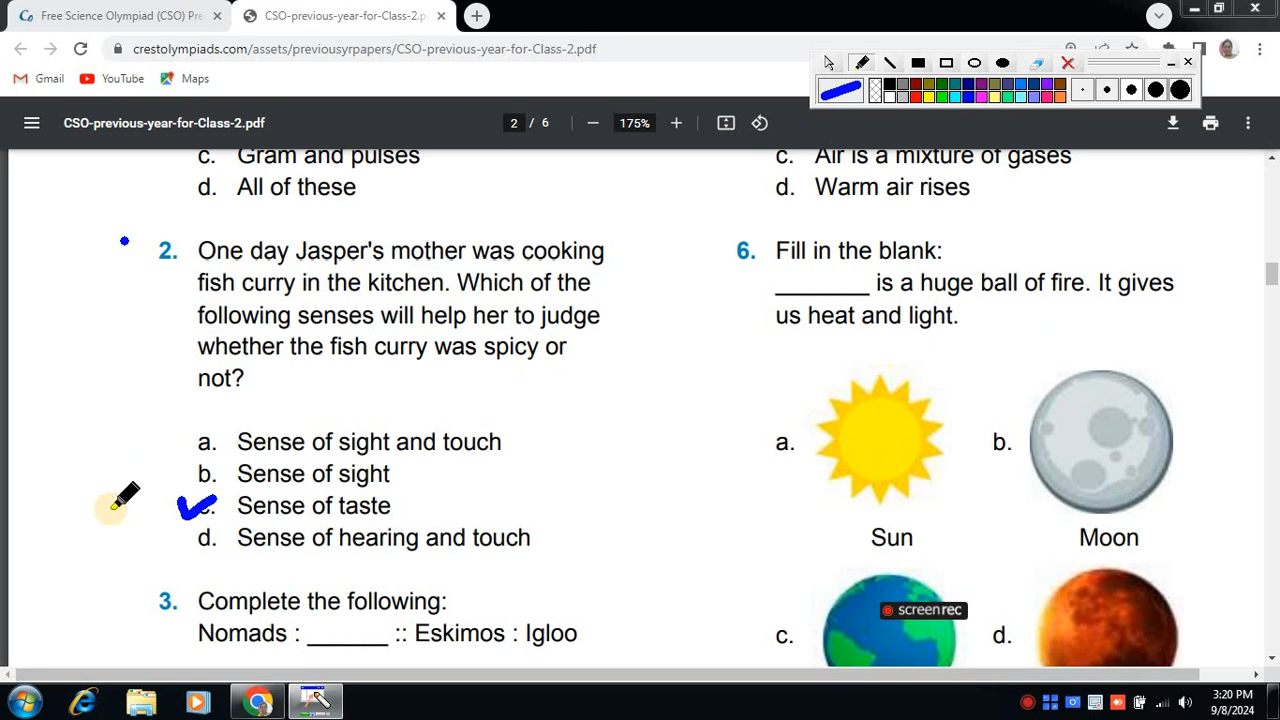 Free Science Olympiad (CSO) Pre
CSO-previous-year-for-Class-2.p
crestolympiads.com/assets/previousyrpapers/CSO-previous-year-for-Class-2.pdf
Gmail
YouTube
Maps
CSO-previous-year-for-Class-2.pdf
2 / 6
175%
c. Gram and pulses
d. All of these
2. One day Jasper's mother was cooking
fish curry in the kitchen. Which of the
following senses will help her to judge
whether the fish curry was spicy or
not?
a. Sense of sight and touch
b. Sense of sight
c. Sense of taste
d. Sense of hearing and touch
3. Complete the following:
Nomads : ______ :: Eskimos : Igloo
c. Air is a mixture of gases
d. Warm air rises
6. Fill in the blank:
_______ is a huge ball of fire. It gives
us heat and light.
a.
b.
Sun
Moon
c.
d.
screenrec
3:20 PM
9/8/2024